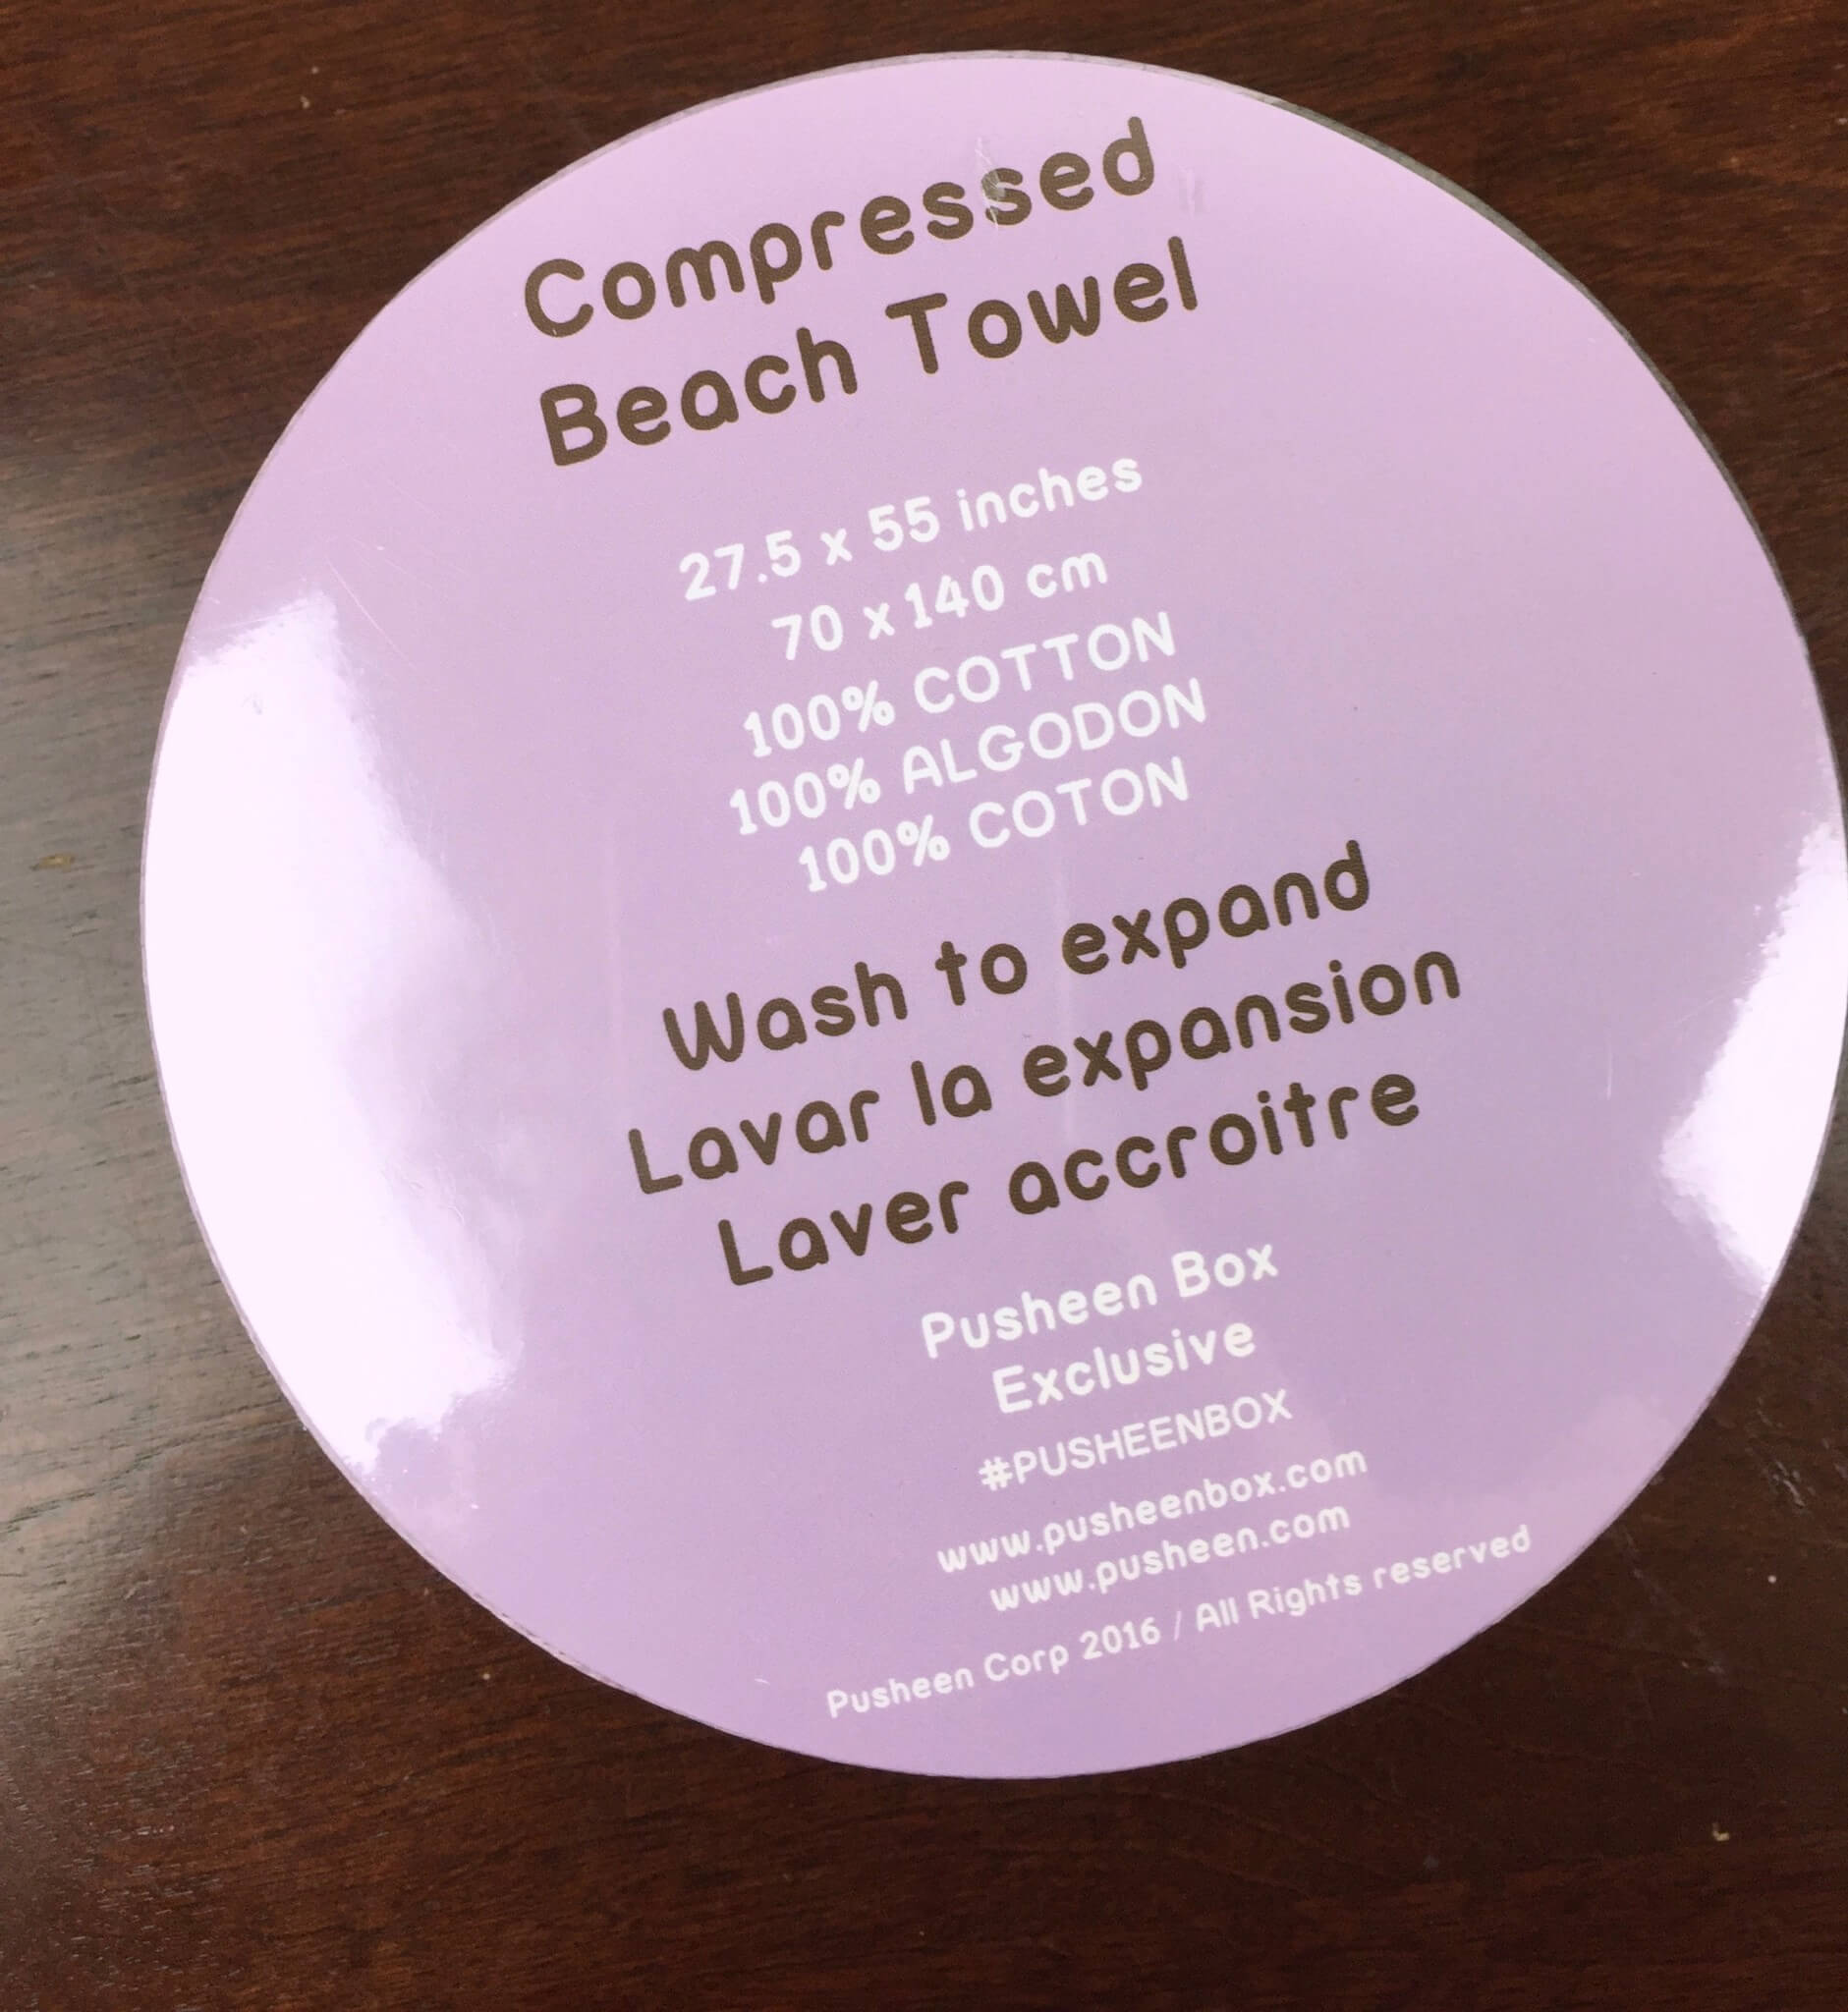 Compressed
Beach Towel
27.5 x 55 inches
70 x 140 cm
100% COTTON
100% ALGODON
100% COTON
Wash to expand
Lavar la expansion
Laver accroitre
Pusheen Box
Exclusive
#PUSHEENBOX
www.pusheenbox.com
www.pusheen.com
Pusheen Corp 2016 / All Rights reserved